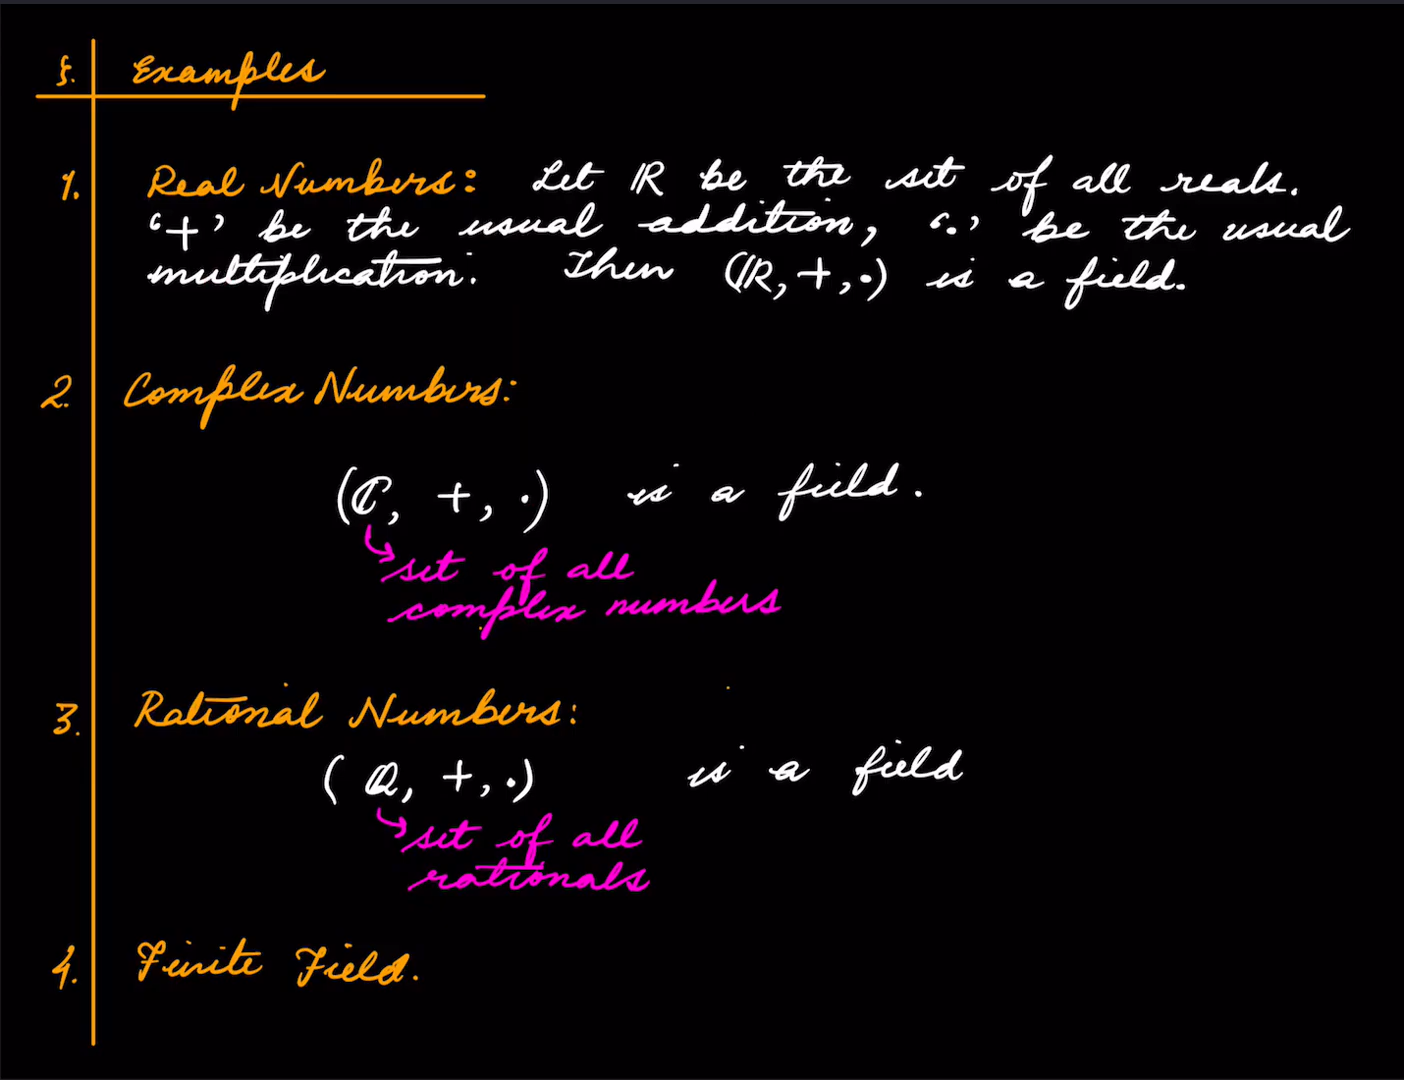 §. Examples
1. Real Numbers: Let ℝ be the set of all reals.
'+' be the usual addition, '.' be the usual
multiplication. Then (ℝ, +, ·) is a field.
2. Complex Numbers:
(ℂ, +, ·) is a field.
set of all
complex numbers
3. Rational Numbers:
(ℚ, +, ·) is a field
set of all
rationals
4. Finite Field.